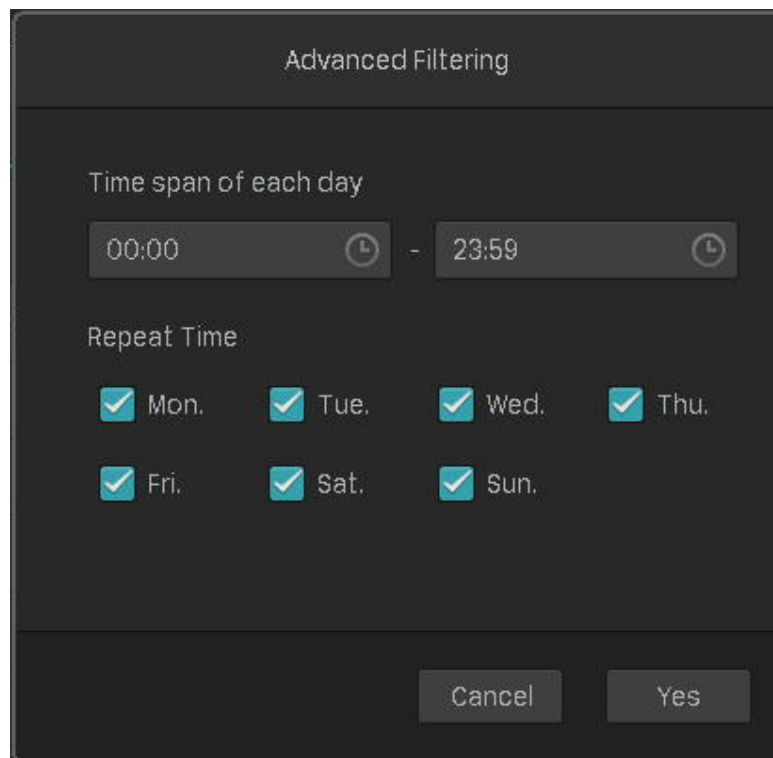 Advanced Filtering
Time span of each day
00:00 - 23:59
Repeat Time
Mon. Tue. Wed. Thu.
Fri. Sat. Sun.
Cancel Yes